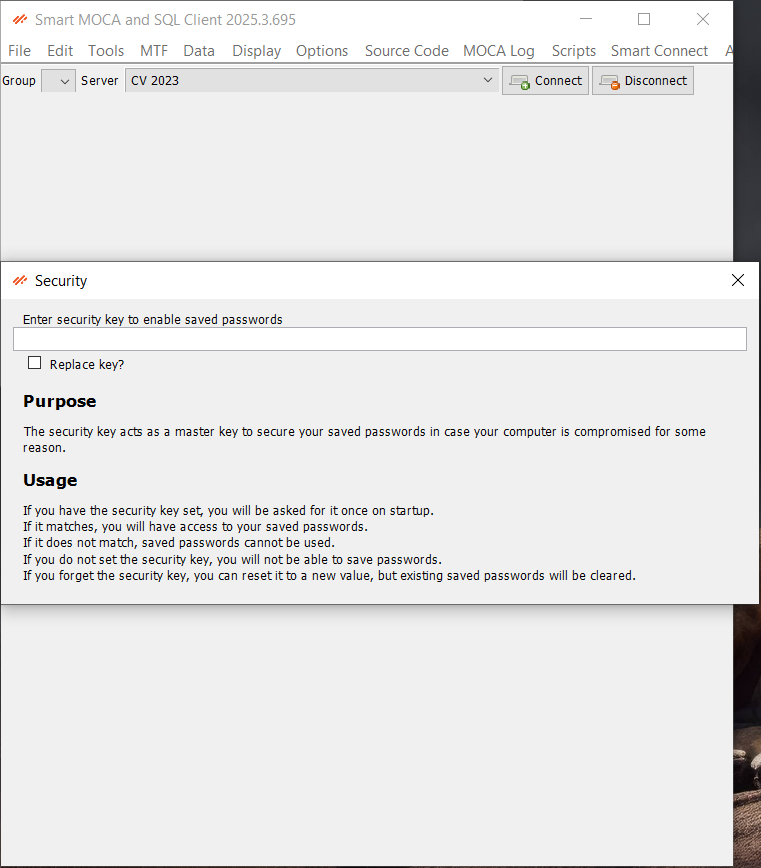 Smart MOCA and SQL Client 2025.3.695
File Edit Tools MTF Data Display Options Source Code MOCA Log Scripts Smart Connect A
Group Server CV 2023 Connect Disconnect
Security
Enter security key to enable saved passwords
Replace key?
Purpose
The security key acts as a master key to secure your saved passwords in case your computer is compromised for some
reason.
Usage
If you have the security key set, you will be asked for it once on startup.
If it matches, you will have access to your saved passwords.
If it does not match, saved passwords cannot be used.
If you do not set the security key, you will not be able to save passwords.
If you forget the security key, you can reset it to a new value, but existing saved passwords will be cleared.